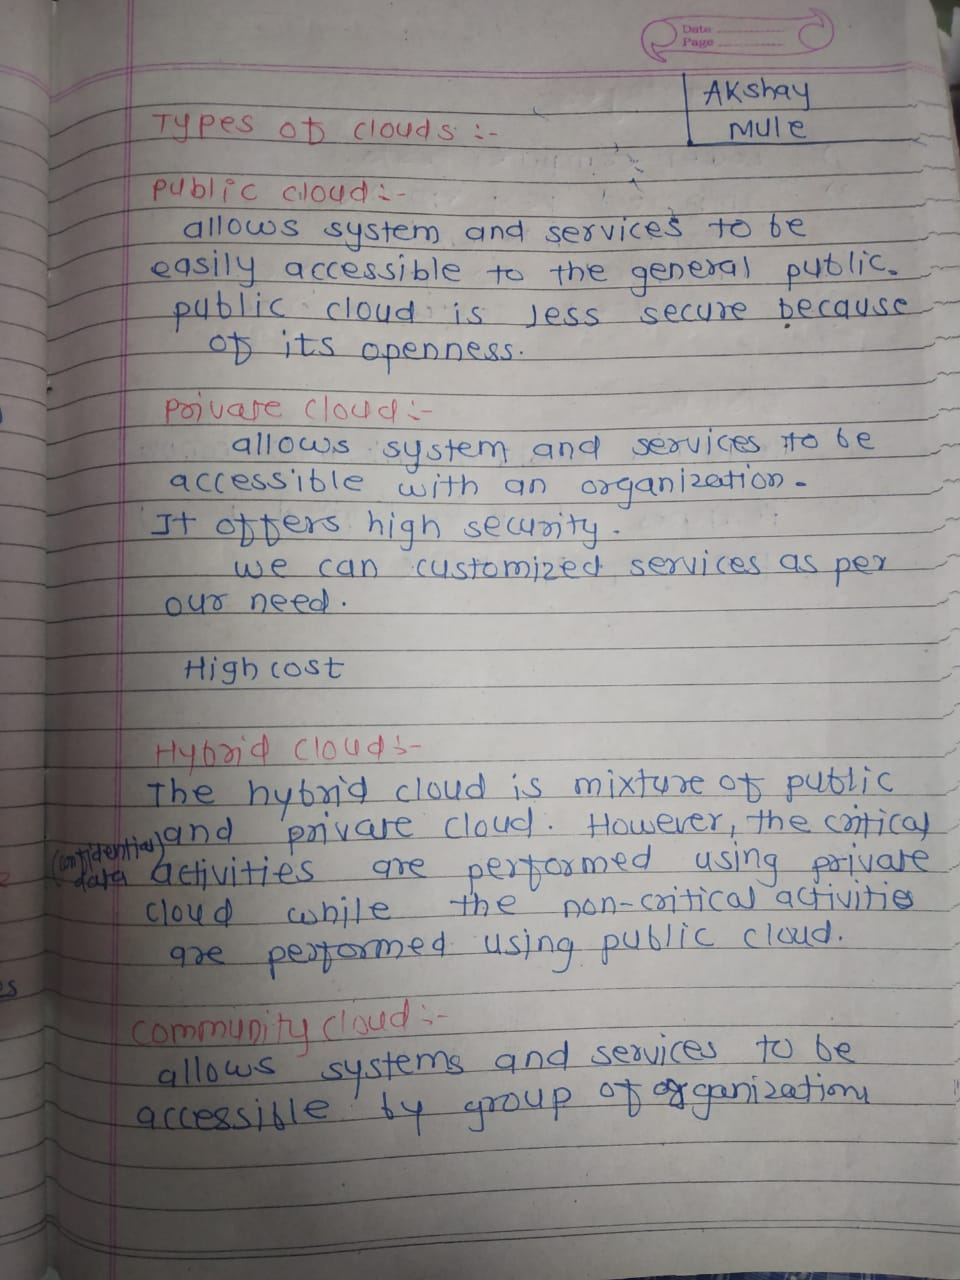 Date
Page
Akshay
Mule
Types of clouds :-
public cloud :-
allows system and services to be
easily accessible to the general public.
public cloud is less secure because
of its openness.
private cloud :-
allows system and services to be
accessible with an organization.
It offers high security.
we can customized services as per
our need.
High cost
Hybrid cloud :-
The hybrid cloud is mixture of public
and private cloud. However, the critical
(confidential)
data
activities are performed using private
cloud while the non-critical activities
are performed using public cloud.
es
community cloud :-
allows systems and services to be
accessible by group of organizations